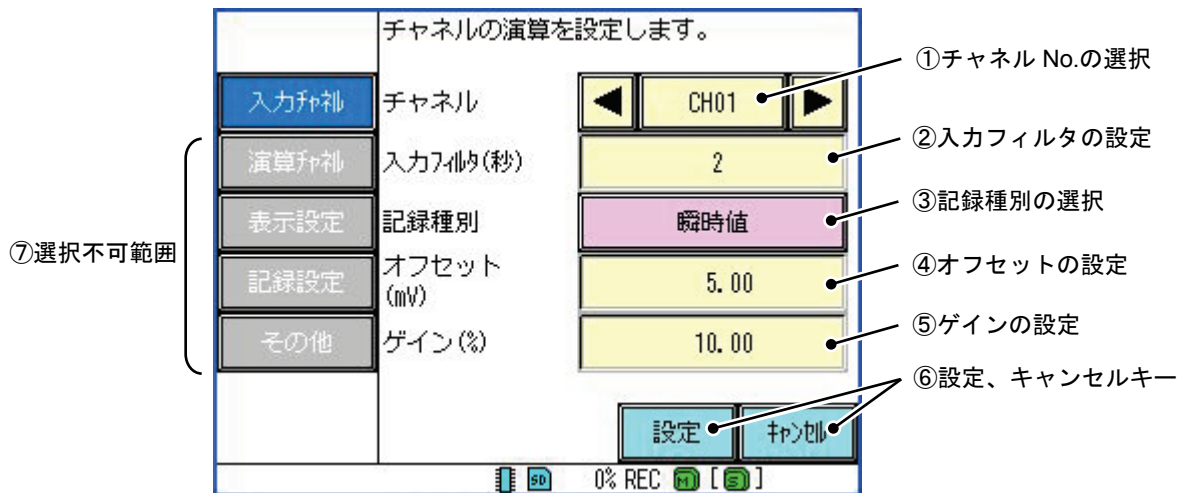 チャネルの演算を設定します。
入力ﾁｬﾈﾙ
チャネル
◀ CH01 ▶
①チャネル No.の選択
演算ﾁｬﾈﾙ
入力ﾌｨﾙﾀ(秒)
2
②入力フィルタの設定
表示設定
記録種別
瞬時値
③記録種別の選択
⑦選択不可範囲
記録設定
オフセット
(mV)
5.00
④オフセットの設定
その他
ゲイン(%)
10.00
⑤ゲインの設定
⑥設定、キャンセルキー
設定
ｷｬﾝｾﾙ
SD 0% REC M [S]